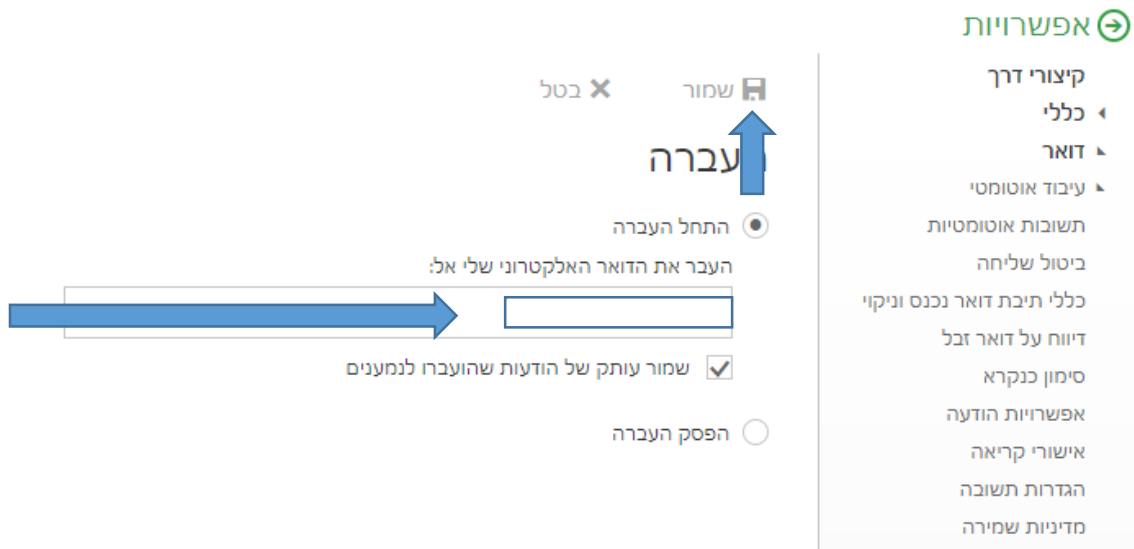 אפשרויות
קיצורי דרך
כללי
דואר
עיבוד אוטומטי
תשובות אוטומטיות
ביטול שליחה
כללי תיבת דואר נכנס וניקוי
דיווח על דואר זבל
סימון כנקרא
אפשרויות הודעה
אישורי קריאה
הגדרות תשובה
מדיניות שמירה
שמור בטל
העברה
התחל העברה
העבר את הדואר האלקטרוני שלי אל:
שמור עותק של הודעות שהועברו לנמענים
הפסק העברה